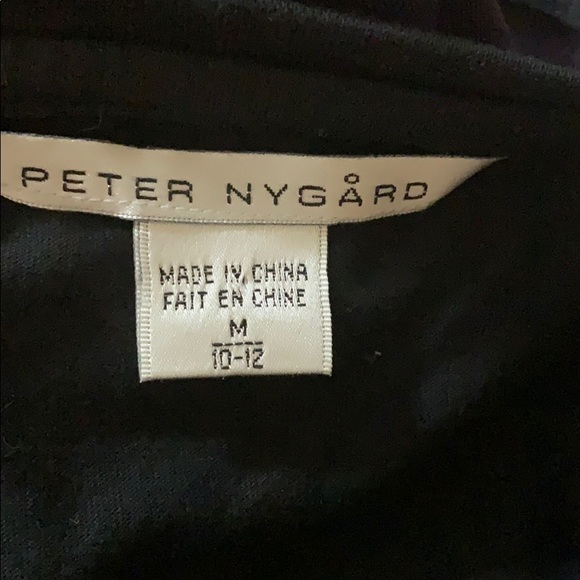 PETER NYGÅRD
MADE IN CHINA
FAIT EN CHINE
M
10-12